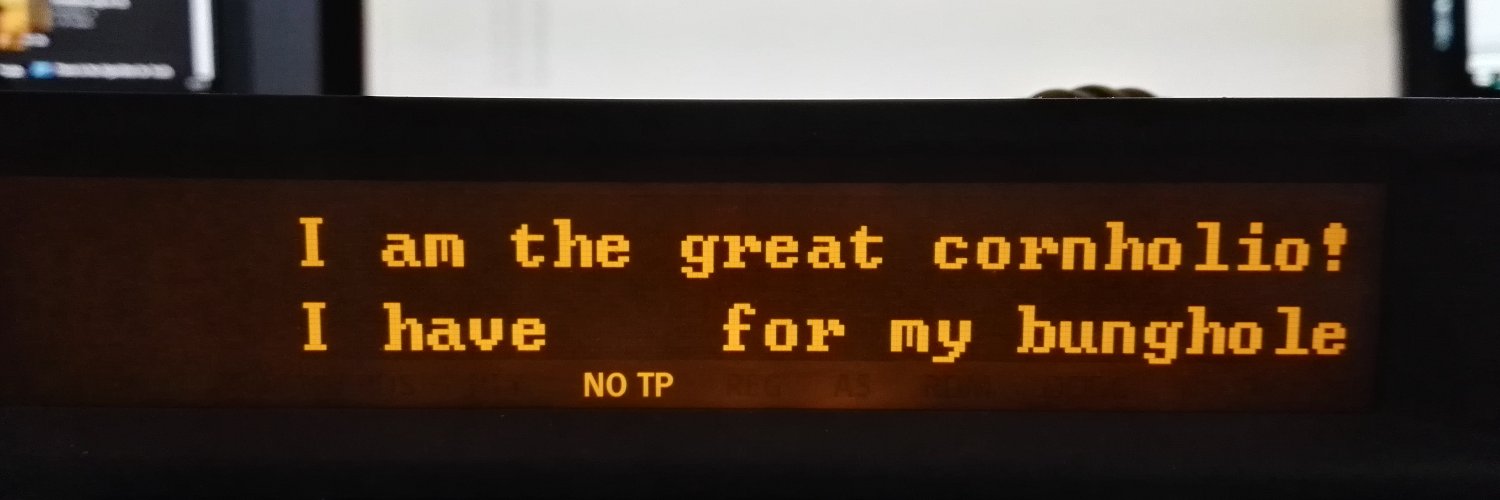 I am the great cornholio!
I have for my bunghole
NO TP